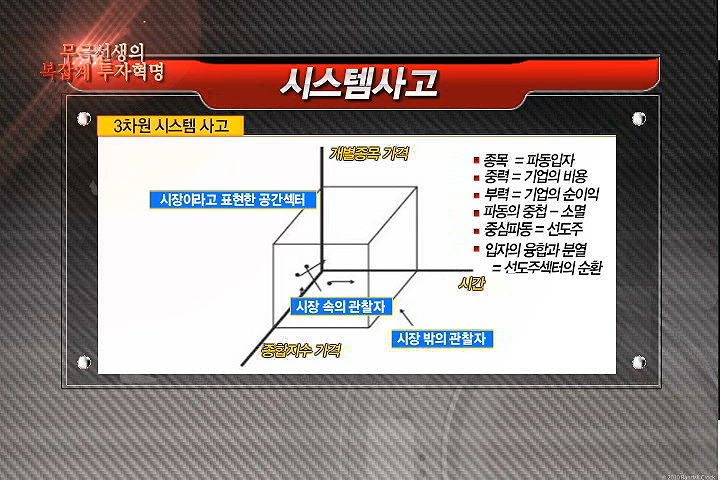 무극선생의
복잡계 투자혁명
시스템사고
3차원 시스템 사고
개별종목 가격
시장이라고 표현한 공간섹터
시간
시장 속의 관찰자
시장 밖의 관찰자
종합지수 가격
종목 = 파동입자
중력 = 기업의 비용
부력 = 기업의 순이익
파동의 중첩 - 소멸
중심파동 = 선도주
입자의 융합과 분열
= 선도주섹터의 순환